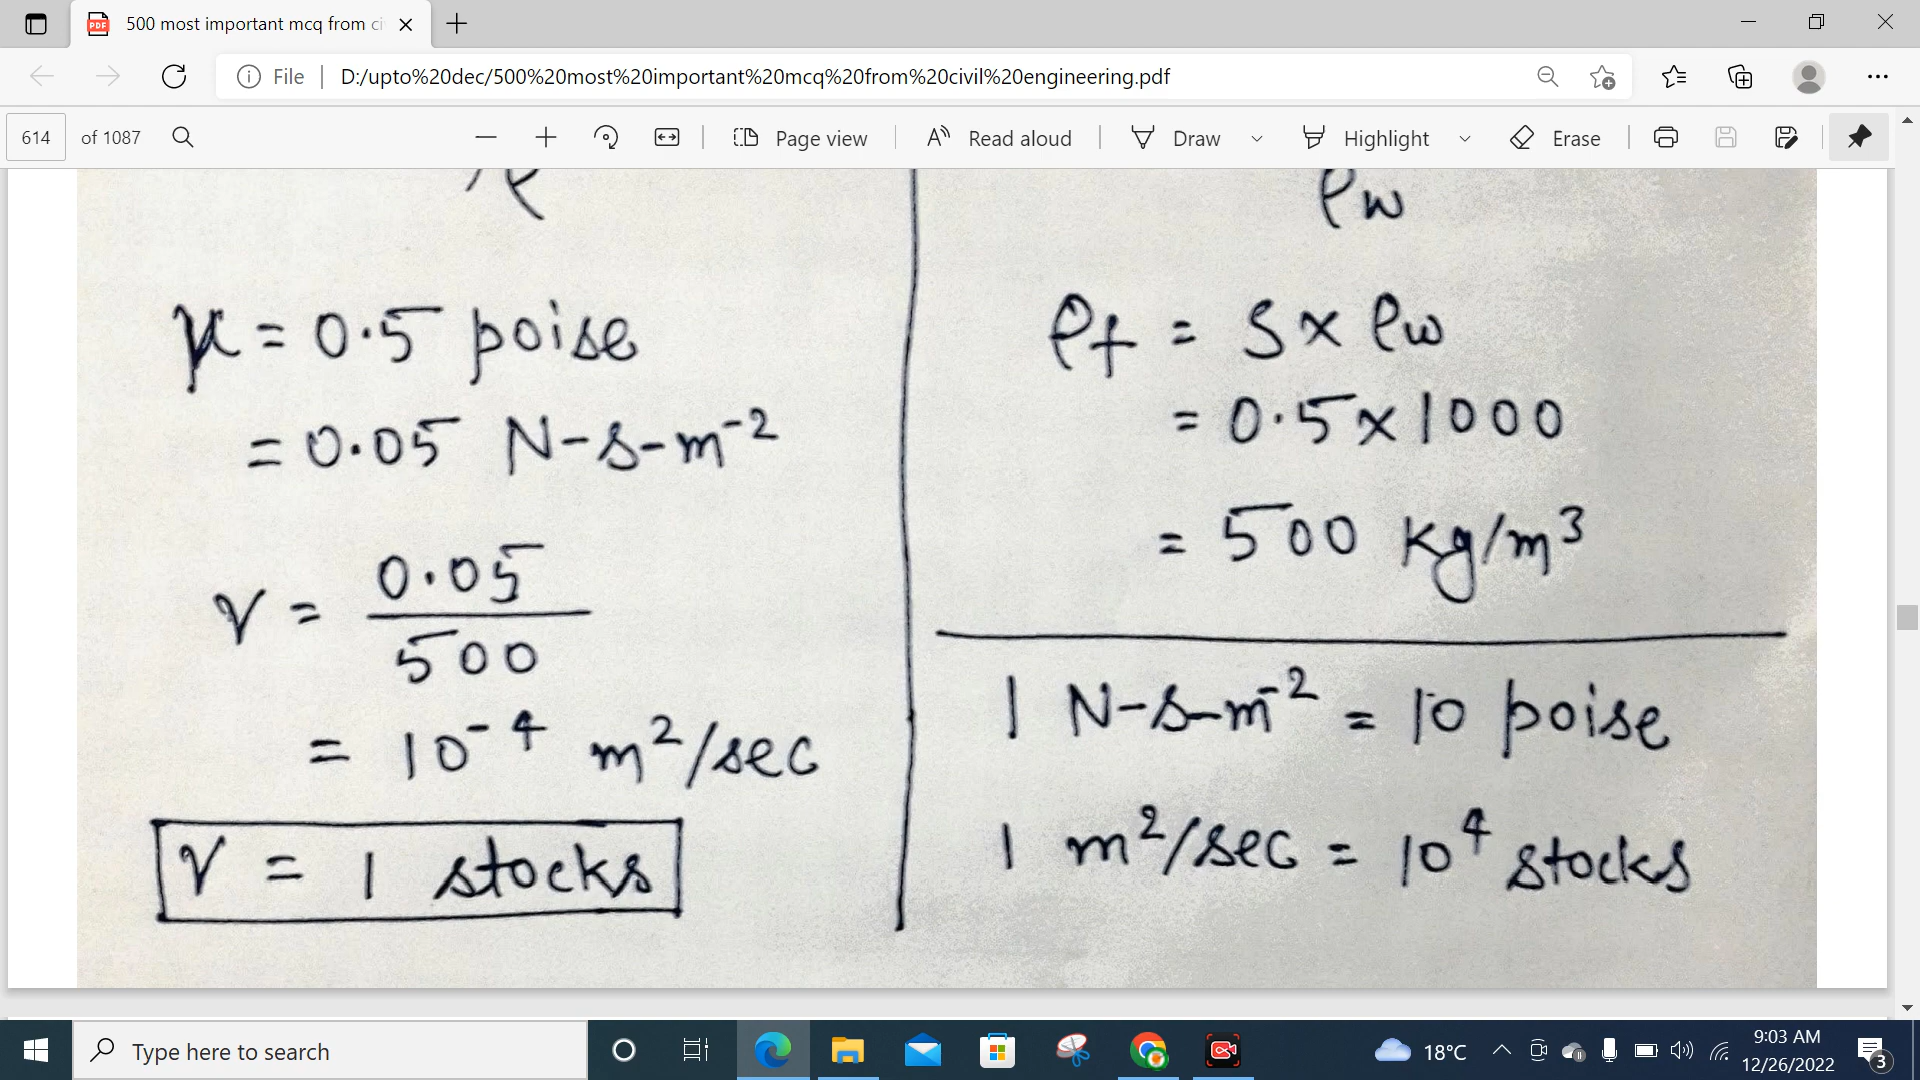 500 most important mcq from ci
File
D:/upto%20dec/500%20most%20important%20mcq%20from%20civil%20engineering.pdf
614 of 1087
Page view
Read aloud
Draw
Highlight
Erase
ρ
μ = 0.5 poise
= 0.05 N-s-m⁻²
ν = 0.05 / 500
= 10⁻⁴ m²/sec
ν = 1 stocks
ρw
ρf = S × ρw
= 0.5 × 1000
= 500 kg/m³
1 N-s-m⁻² = 10 poise
1 m²/sec = 10⁴ stocks
Type here to search
18°C
9:03 AM
12/26/2022
3